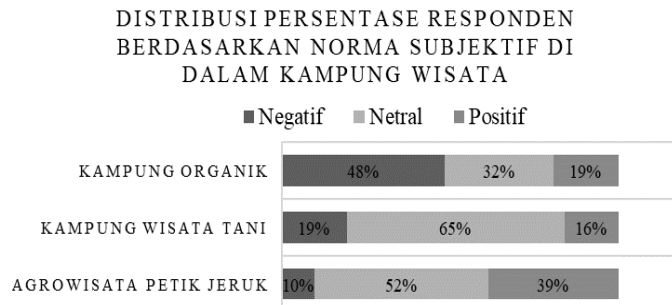 DISTRIBUSI PERSENTASE RESPONDEN
BERDASARKAN NORMA SUBJEKTIF DI
DALAM KAMPUNG WISATA
Negatif Netral Positif
KAMPUNG ORGANIK 48% 32% 19%
KAMPUNG WISATA TANI 19% 65% 16%
AGROWISATA PETIK JERUK 10% 52% 39%